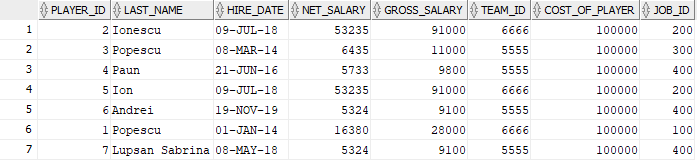 PLAYER_ID LAST_NAME HIRE_DATE NET_SALARY GROSS_SALARY TEAM_ID COST_OF_PLAYER JOB_ID
1 2 Ionescu 09-JUL-18 53235 91000 6666 100000 200
2 3 Popescu 08-MAR-14 6435 11000 5555 100000 300
3 4 Paun 21-JUN-16 5733 9800 5555 100000 400
4 5 Ion 09-JUL-18 53235 91000 6666 100000 200
5 6 Andrei 19-NOV-19 5324 9100 5555 100000 400
6 1 Popescu 01-JAN-14 16380 28000 6666 100000 100
7 7 Lupsan Sabrina 08-MAY-18 5324 9100 5555 100000 400